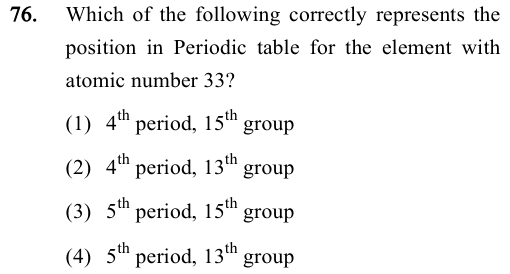 76. Which of the following correctly represents the
position in Periodic table for the element with
atomic number 33?
(1) 4th period, 15th group
(2) 4th period, 13th group
(3) 5th period, 15th group
(4) 5th period, 13th group